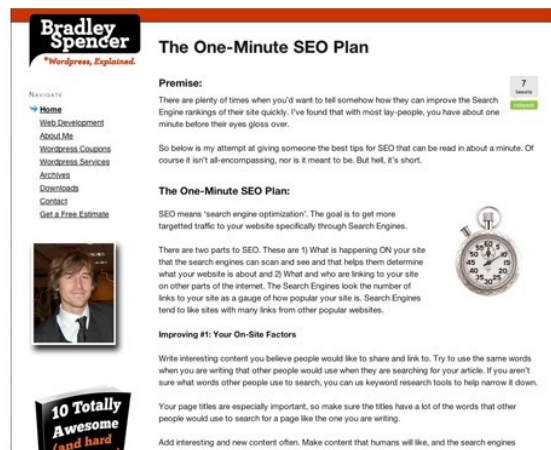 Bradley
Spencer
*Wordpress, Explained.
NAVIGATE
Home
Web Development
About Me
Wordpress Coupons
Wordpress Services
Archives
Downloads
Contact
Get a Free Estimate
10 Totally
Awesome
(and hard
The One-Minute SEO Plan
Premise:
7
tweets
retweet
There are plenty of times when you'd want to tell somehow how they can improve the Search
Engine rankings of their site quickly. I've found that with most lay-people, you have about one
minute before their eyes gloss over.
So below is my attempt at giving someone the best tips for SEO that can be read in about a minute. Of
course it isn't all-encompassing, nor is it meant to be. But hell, it's short.
The One-Minute SEO Plan:
SEO means 'search engine optimization'. The goal is to get more
targetted traffic to your website specifically through Search Engines.
There are two parts to SEO. These are 1) What is happening ON your site
that the search engines can scan and see and that helps them determine
what your website is about and 2) What and who are linking to your site
on other parts of the internet. The Search Engines look the number of
links to your site as a gauge of how popular your site is. Search Engines
tend to like sites with many links from other popular websites.
Improving #1: Your On-Site Factors
Write interesting content you believe people would like to share and link to. Try to use the same words
when you are writing that other people would use when they are searching for your article. If you aren't
sure what words other people use to search, you can us keyword research tools to help narrow it down.
Your page titles are especially important, so make sure the titles have a lot of the words that other
people would use to search for a page like the one you are writing.
Add interesting and new content often. Make content that humans will like, and the search engines